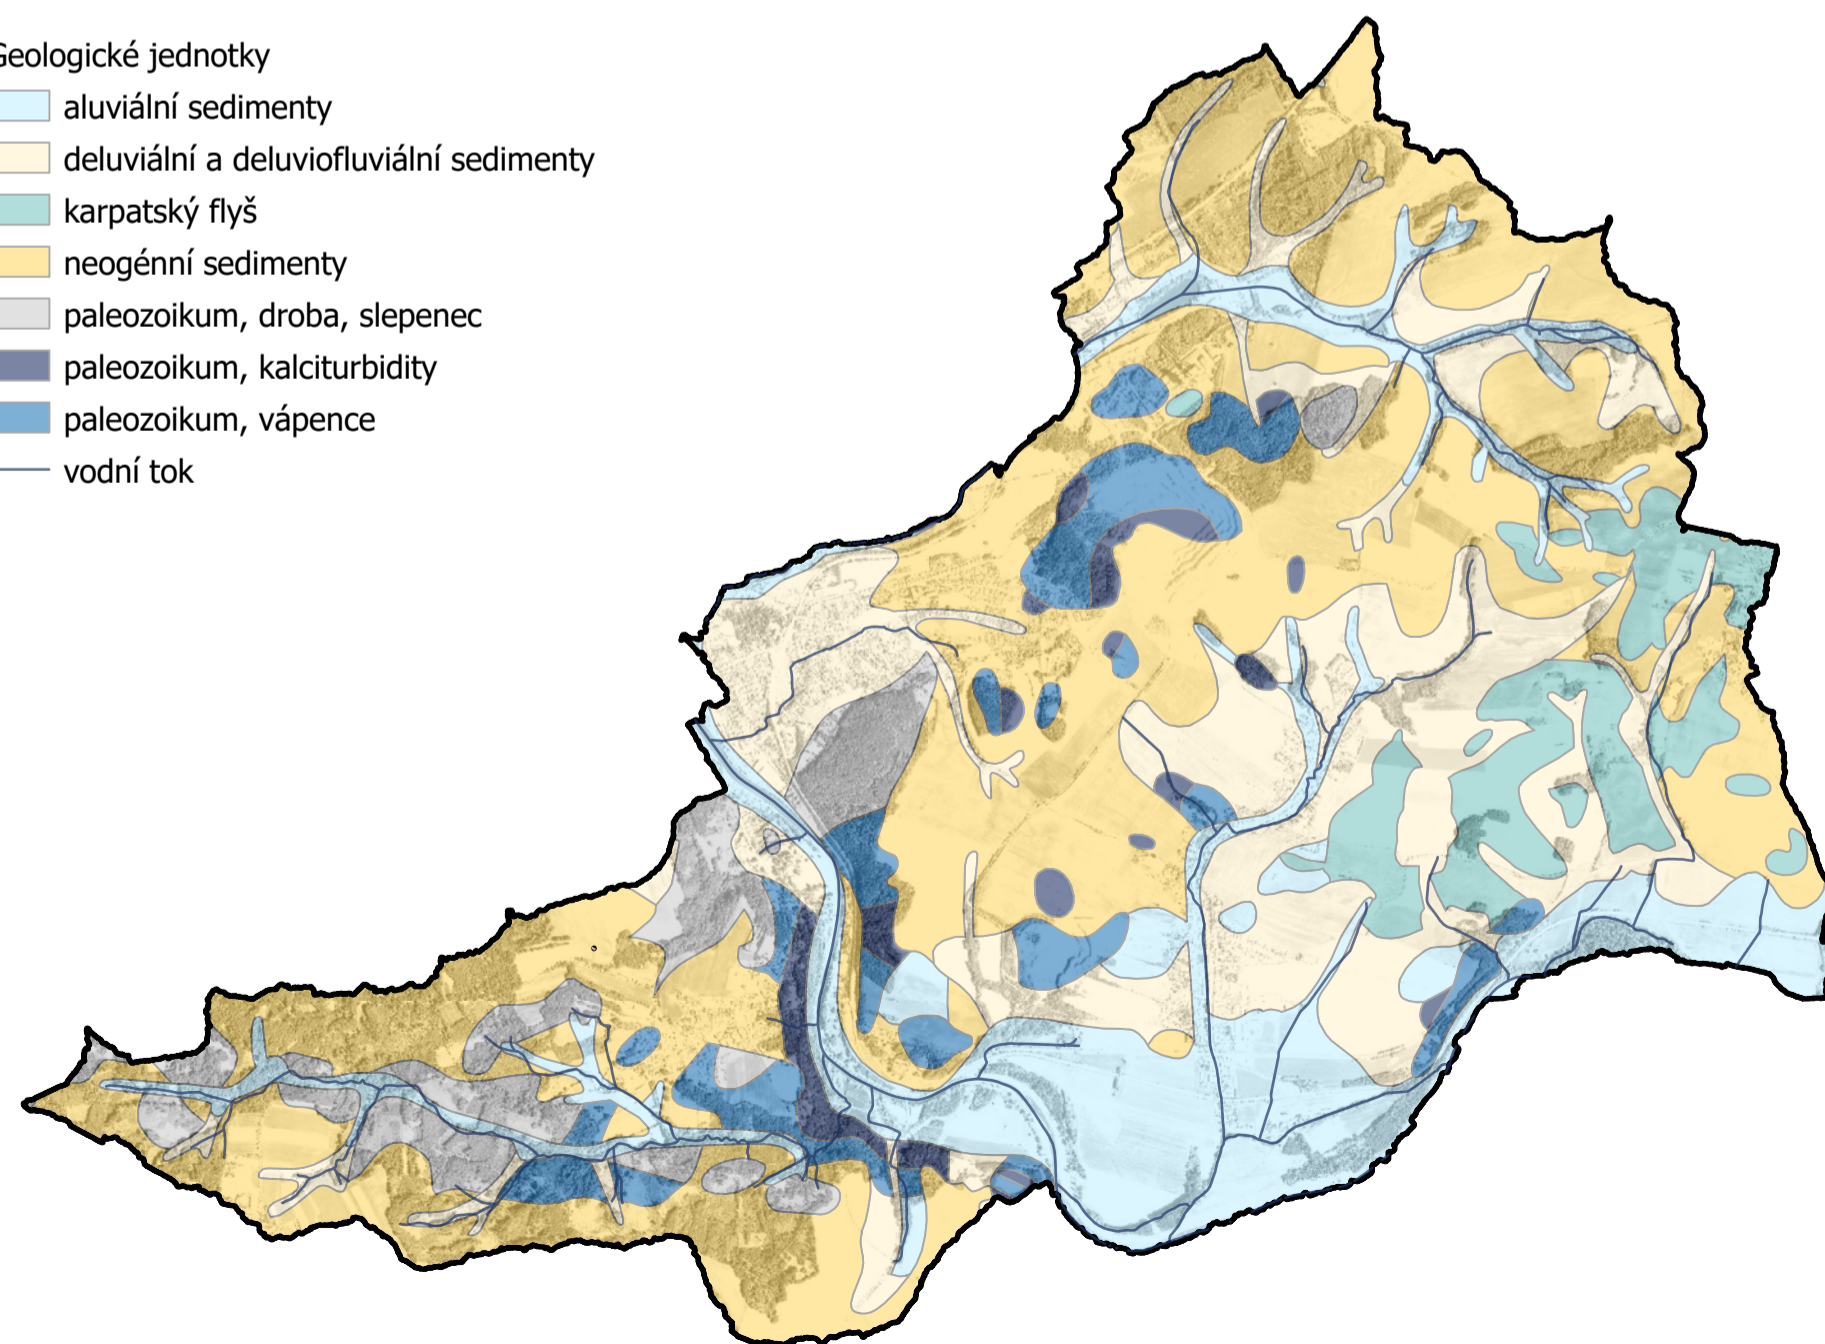 Geologické jednotky
aluviální sedimenty
deluviální a deluviofluviální sedimenty
karpatský flyš
neogénní sedimenty
paleozoikum, droba, slepenec
paleozoikum, kalciturbidity
paleozoikum, vápence
vodní tok